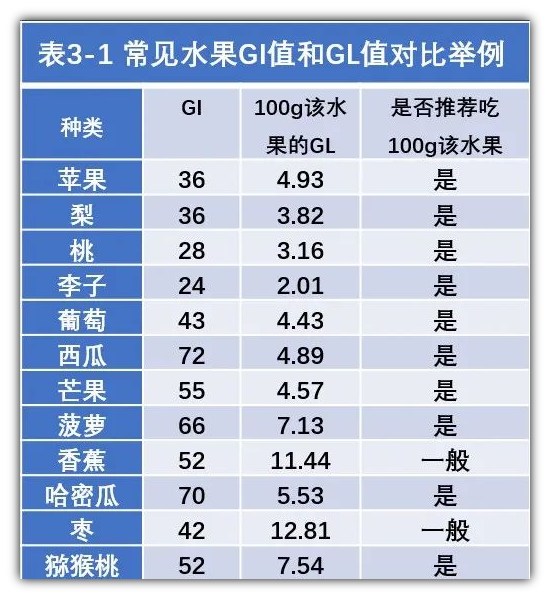 表3-1 常见水果GI值和GL值对比举例
种类 GI 100g该水果的GL 是否推荐吃100g该水果
苹果 36 4.93 是
梨 36 3.82 是
桃 28 3.16 是
李子 24 2.01 是
葡萄 43 4.43 是
西瓜 72 4.89 是
芒果 55 4.57 是
菠萝 66 7.13 是
香蕉 52 11.44 一般
哈密瓜 70 5.53 是
枣 42 12.81 一般
猕猴桃 52 7.54 是